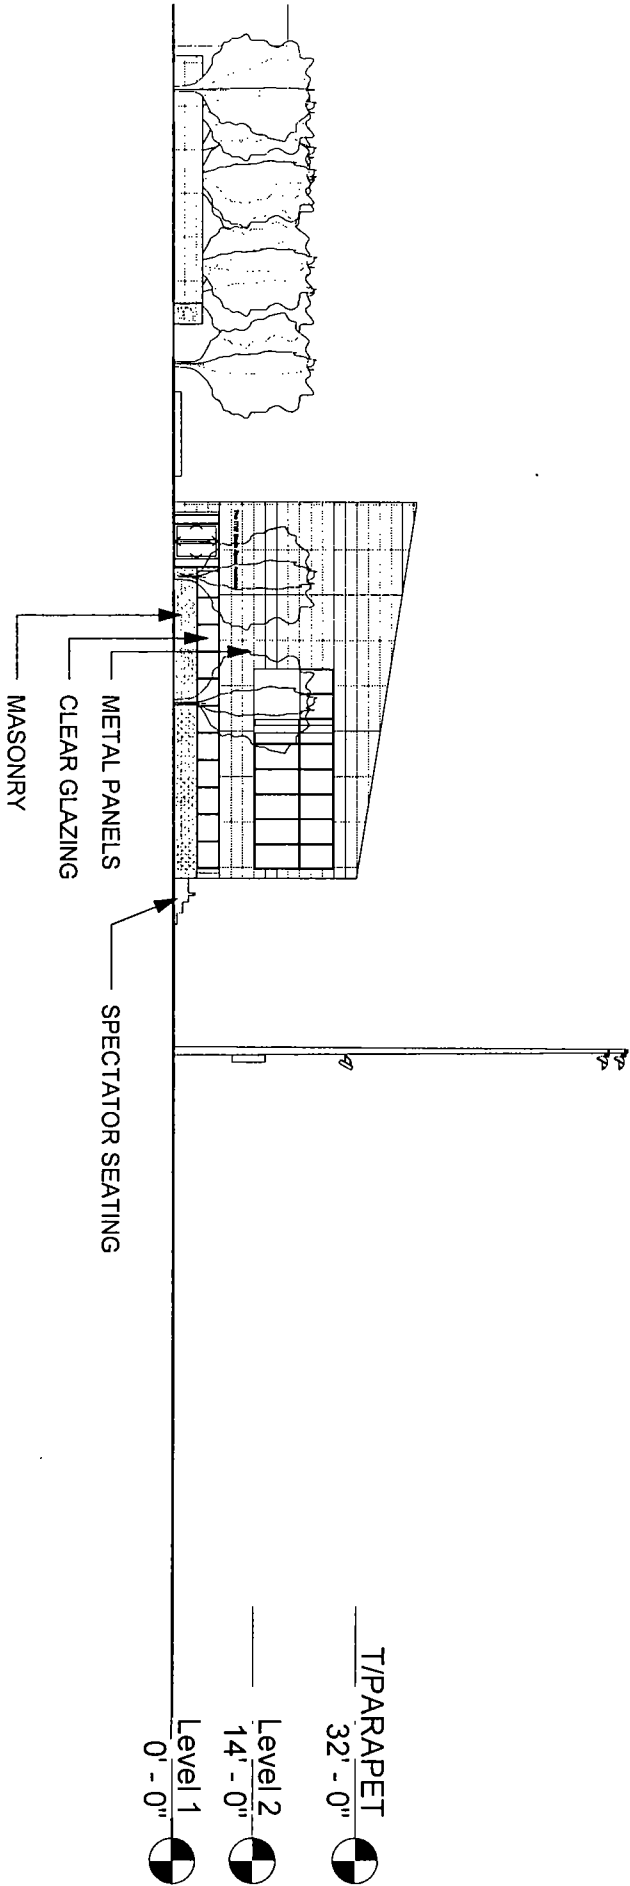 METAL PANELS
CLEAR GLAZING
MASONRY
SPECTATOR SEATING
T/PARAPET
32' - 0"
Level 2
14' - 0"
Level 1
0' - 0"